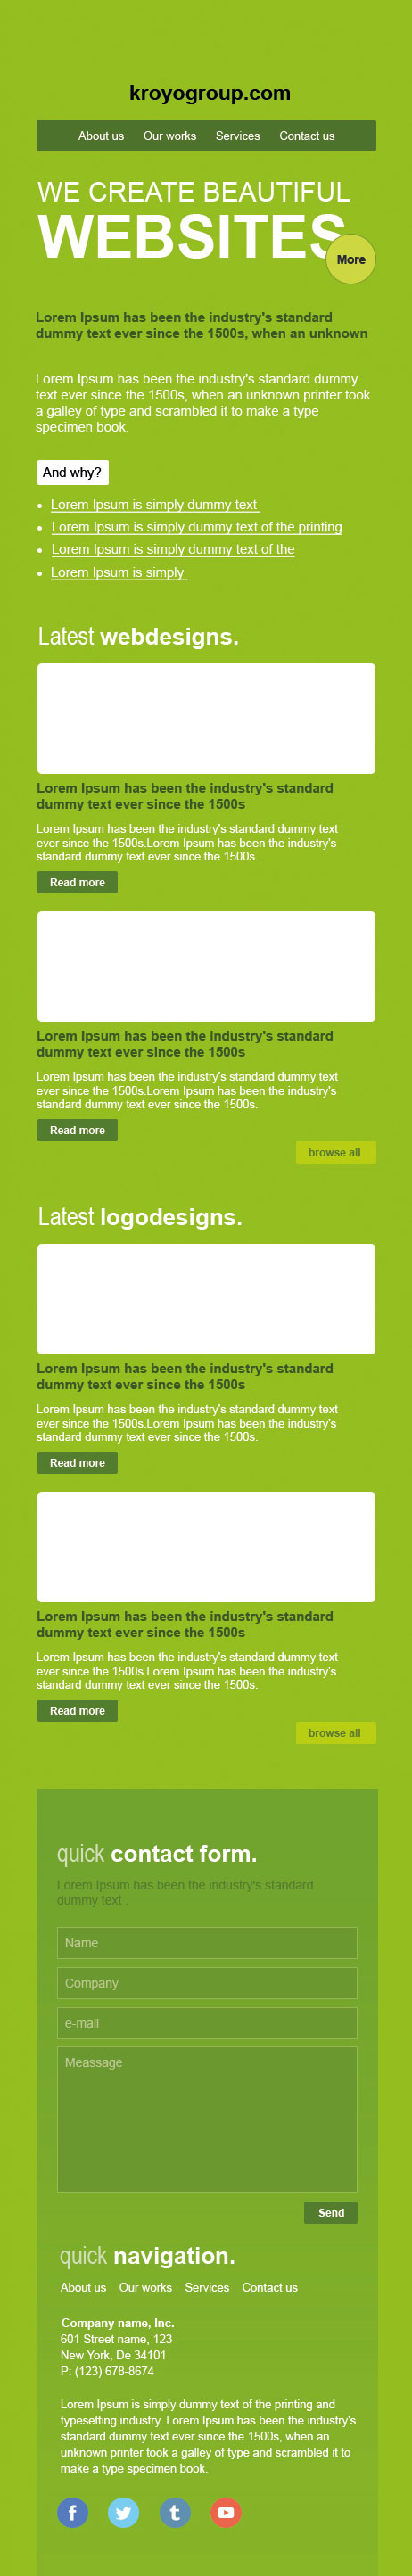 kroyogroup.com
About us Our works Services Contact us
WE CREATE BEAUTIFUL
WEBSITES
More
Lorem Ipsum has been the industry's standard
dummy text ever since the 1500s, when an unknown
Lorem Ipsum has been the industry's standard dummy
text ever since the 1500s, when an unknown printer took
a galley of type and scrambled it to make a type
specimen book.
And why?
• Lorem Ipsum is simply dummy text
• Lorem Ipsum is simply dummy text of the printing
• Lorem Ipsum is simply dummy text of the
• Lorem Ipsum is simply
Latest webdesigns.
Lorem Ipsum has been the industry's standard
dummy text ever since the 1500s
Lorem Ipsum has been the industry's standard dummy text
ever since the 1500s.Lorem Ipsum has been the industry's
standard dummy text ever since the 1500s.
Read more
Lorem Ipsum has been the industry's standard
dummy text ever since the 1500s
Lorem Ipsum has been the industry's standard dummy text
ever since the 1500s.Lorem Ipsum has been the industry's
standard dummy text ever since the 1500s.
Read more
browse all
Latest logodesigns.
Lorem Ipsum has been the industry's standard
dummy text ever since the 1500s
Lorem Ipsum has been the industry's standard dummy text
ever since the 1500s.Lorem Ipsum has been the industry's
standard dummy text ever since the 1500s.
Read more
Lorem Ipsum has been the industry's standard
dummy text ever since the 1500s
Lorem Ipsum has been the industry's standard dummy text
ever since the 1500s.Lorem Ipsum has been the industry's
standard dummy text ever since the 1500s.
Read more
browse all
quick contact form.
Lorem Ipsum has been the industry's standard
dummy text .
Name
Company
e-mail
Meassage
Send
quick navigation.
About us Our works Services Contact us
Company name, Inc.
601 Street name, 123
New York, De 34101
P: (123) 678-8674
Lorem Ipsum is simply dummy text of the printing and
typesetting industry. Lorem Ipsum has been the industry's
standard dummy text ever since the 1500s, when an
unknown printer took a galley of type and scrambled it to
make a type specimen book.
f t